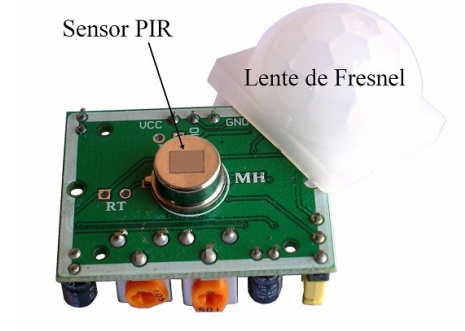 Sensor PIR
Lente de Fresnel
VCC
GND
MH
RT